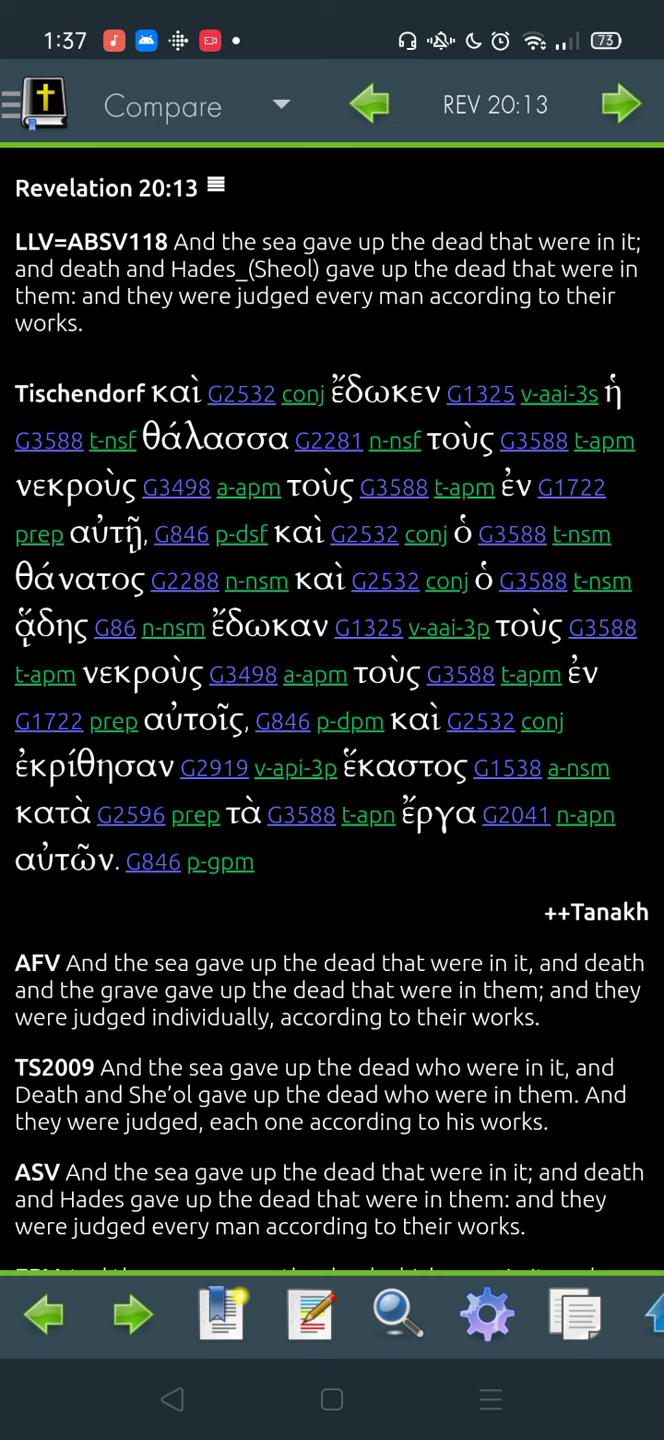 1:37
73
Compare
REV 20:13
Revelation 20:13
LLV=ABSV118 And the sea gave up the dead that were in it;
and death and Hades_(Sheol) gave up the dead that were in
them: and they were judged every man according to their
works.
Tischendorf καὶ G2532 conj ἔδωκεν G1325 v-aai-3s ἡ
G3588 t-nsf θάλασσα G2281 n-nsf τοὺς G3588 t-apm
νεκροὺς G3498 a-apm τοὺς G3588 t-apm ἐν G1722
prep αὐτῇ, G846 p-dsf καὶ G2532 conj ὁ G3588 t-nsm
θάνατος G2288 n-nsm καὶ G2532 conj ὁ G3588 t-nsm
ᾅδης G86 n-nsm ἔδωκαν G1325 v-aai-3p τοὺς G3588
t-apm νεκροὺς G3498 a-apm τοὺς G3588 t-apm ἐν
G1722 prep αὐτοῖς, G846 p-dpm καὶ G2532 conj
ἐκρίθησαν G2919 v-api-3p ἕκαστος G1538 a-nsm
κατὰ G2596 prep τὰ G3588 t-apn ἔργα G2041 n-apn
αὐτῶν. G846 p-gpm
++Tanakh
AFV And the sea gave up the dead that were in it, and death
and the grave gave up the dead that were in them; and they
were judged individually, according to their works.
TS2009 And the sea gave up the dead who were in it, and
Death and She’ol gave up the dead who were in them. And
they were judged, each one according to his works.
ASV And the sea gave up the dead that were in it; and death
and Hades gave up the dead that were in them: and they
were judged every man according to their works.